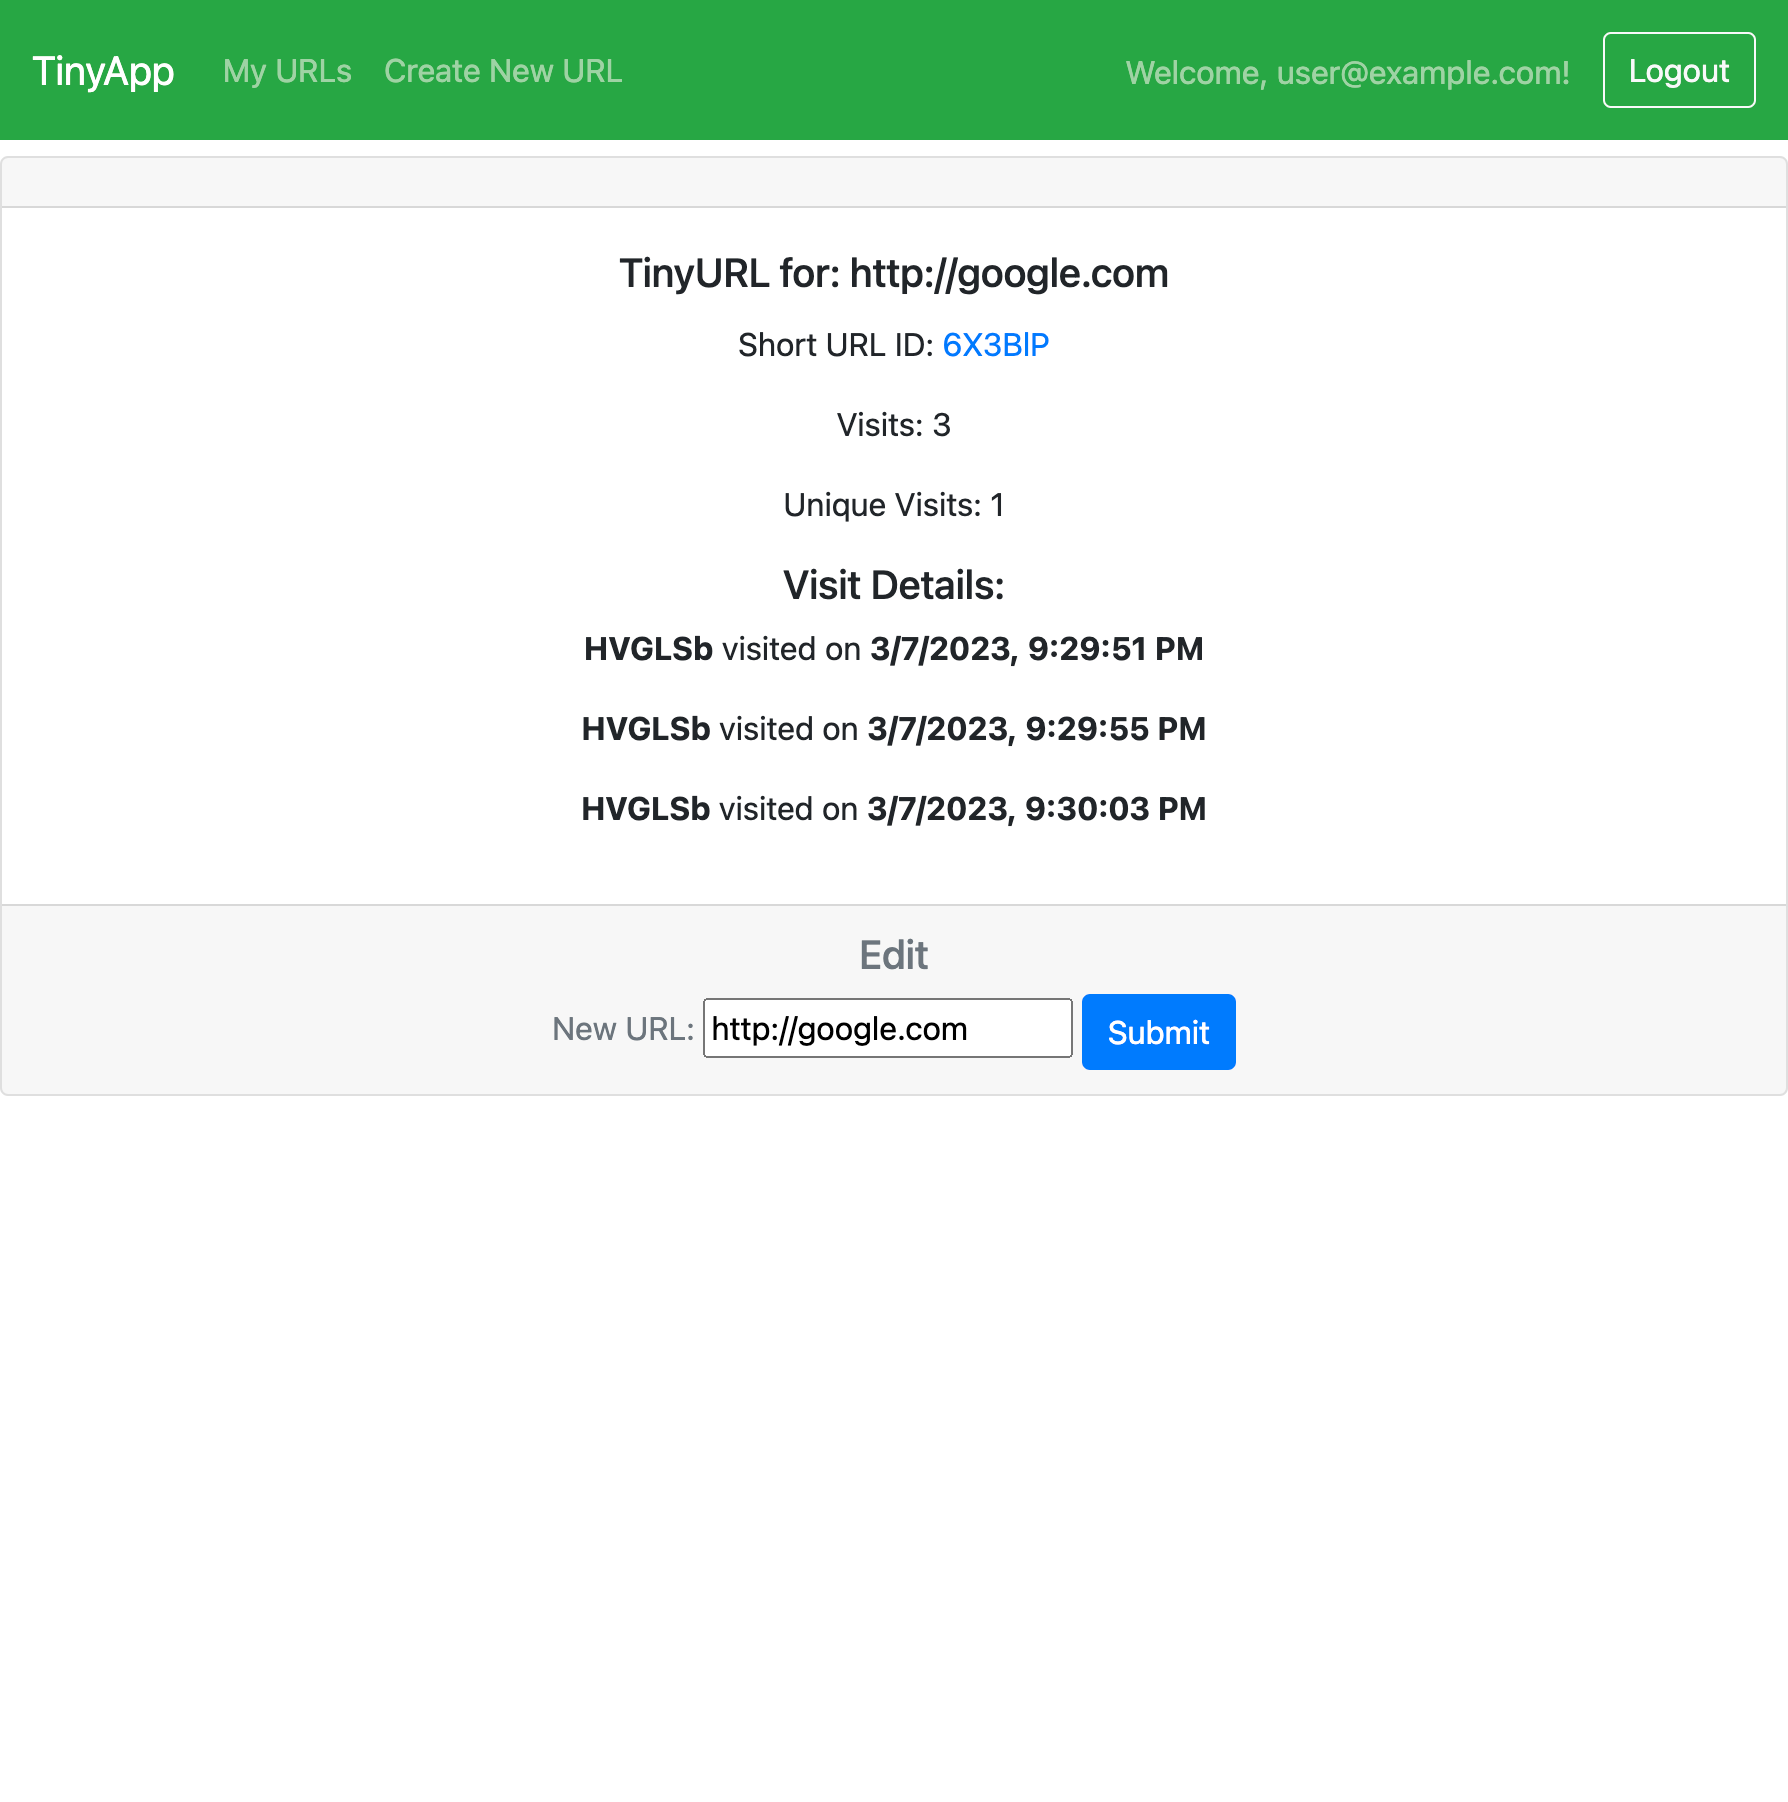 TinyApp My URLs Create New URL Welcome, user@example.com! Logout
TinyURL for: http://google.com
Short URL ID: 6X3BlP
Visits: 3
Unique Visits: 1
Visit Details:
HVGLSb visited on 3/7/2023, 9:29:51 PM
HVGLSb visited on 3/7/2023, 9:29:55 PM
HVGLSb visited on 3/7/2023, 9:30:03 PM
Edit
New URL: http://google.com Submit